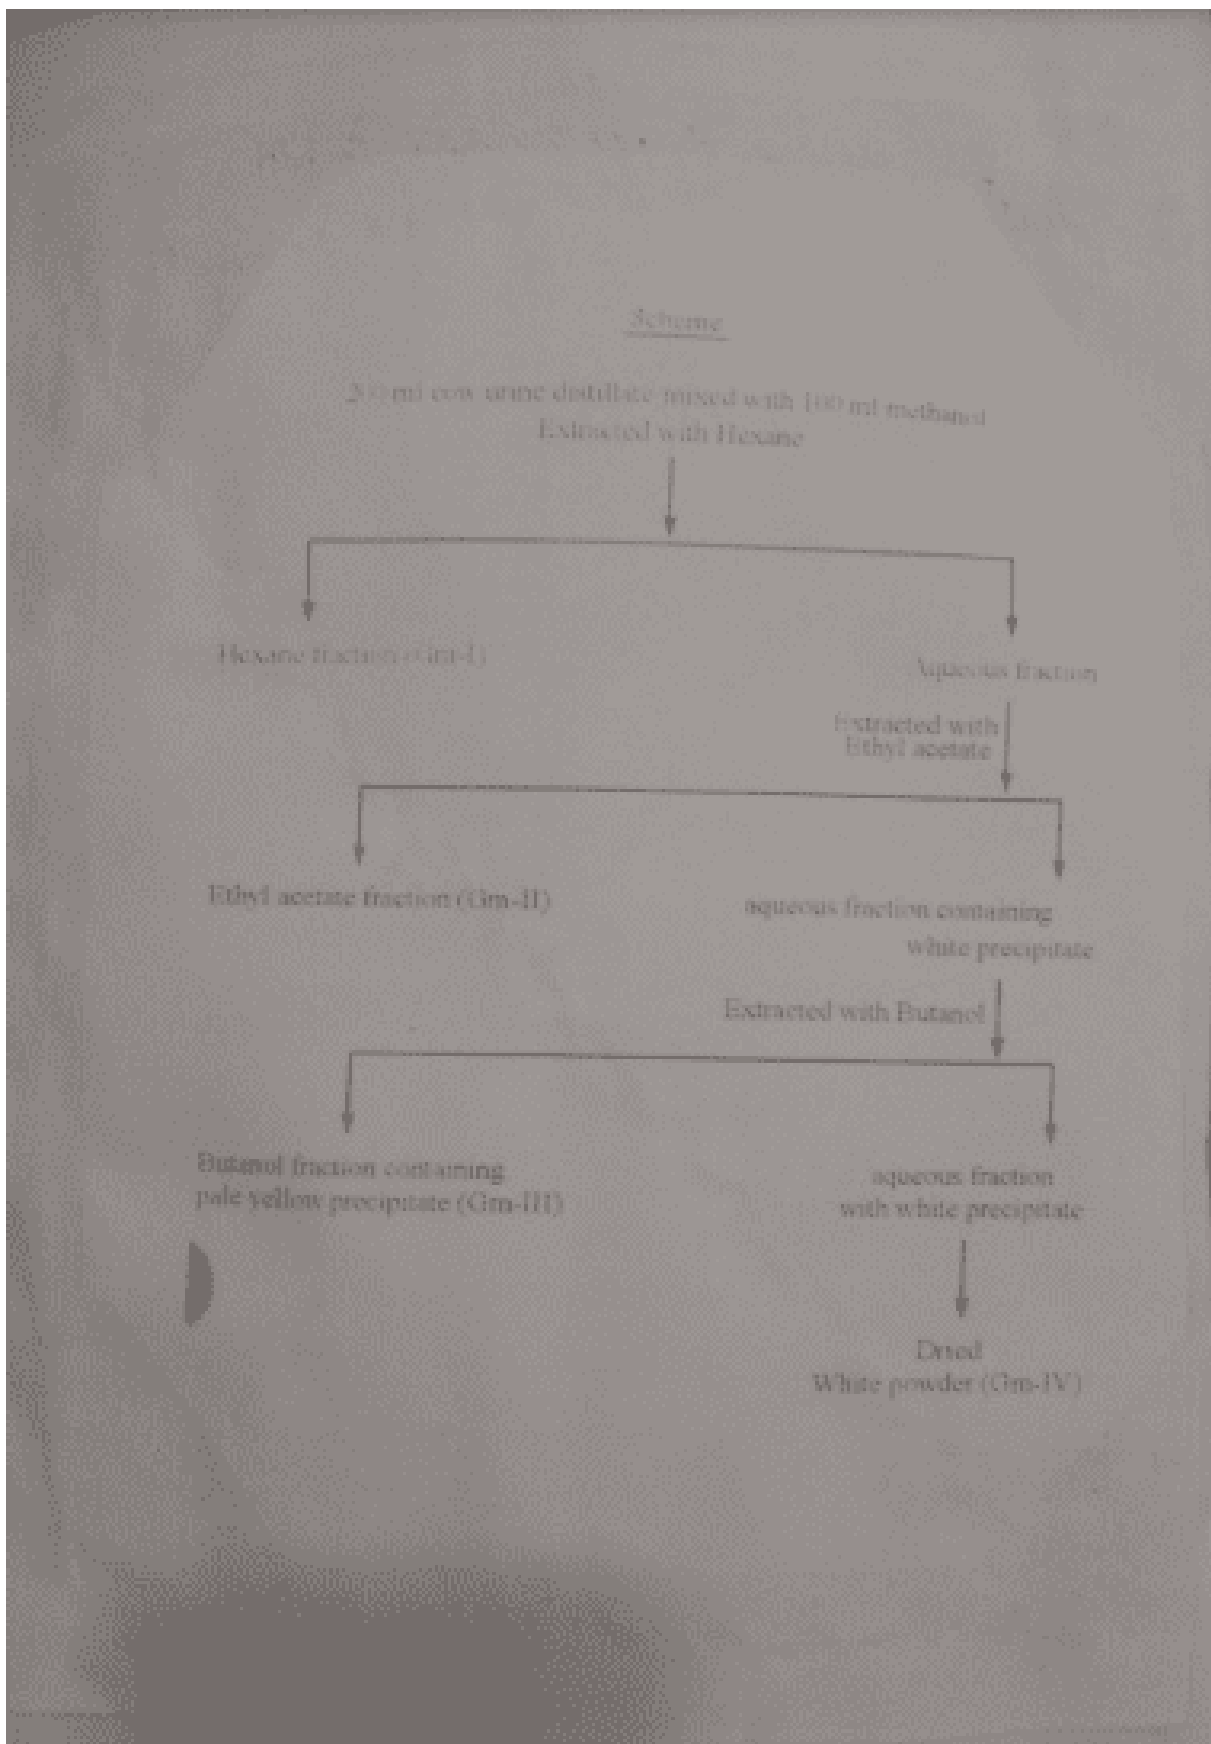 Scheme
ml cow urine distillate mixed with 100 ml methanol
Extracted with Hexane
Hexane fraction (Gm-I)
Aqueous fraction
Extracted with
Ethyl acetate
Ethyl acetate fraction (Gm-II)
aqueous fraction containing
white precipitate
Extracted with Butanol
Butanol fraction containing
pale yellow precipitate (Gm-III)
aqueous fraction
with white precipitate
Dried
White powder (Gm-IV)